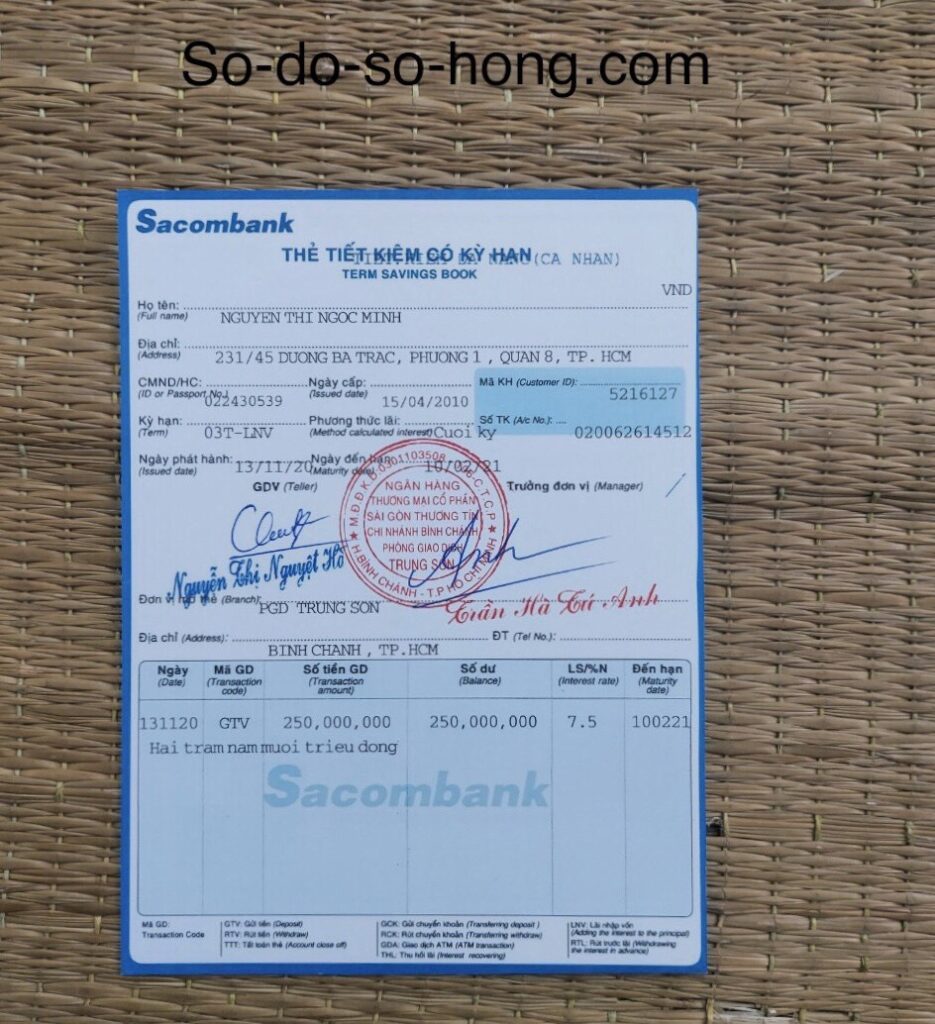 So-do-so-hong.com
Sacombank
THẺ TIẾT KIỆM CÓ KỲ HẠN
(CA NHAN)
TERM SAVINGS BOOK
VND
Họ tên:
(Full name) NGUYEN THI NGOC MINH
Địa chỉ:
(Address) 231/45 DUONG BA TRAC, PHUONG 1 , QUAN 8, TP. HCM
CMND/HC: Ngày cấp: Mã KH (Customer ID):
(ID or Passport No.) 022430539 (Issued date) 15/04/2010 5216127
Kỳ hạn: Phương thức lãi: Số TK (A/c No.):
(Term) 03T-LNV (Method calculated interest) Cuoi ky 020062614512
Ngày phát hành: 13/11/20 Ngày đến hạn: 10/02/21
(Issued date) (Maturity date)
GDV (Teller) Trưởng đơn vị (Manager)
M.Đ.D.K.D:0301103508
C.T.C.P
NGÂN HÀNG
THƯƠNG MẠI CỔ PHẦN
SÀI GÒN THƯƠNG TÍN
CHI NHÁNH BÌNH CHÁNH
PHÒNG GIAO DỊCH
TRUNG SƠN
H.BÌNH CHÁNH - T.P HỒ CHÍ MINH
Nguyễn Thi Nguyệt Hồ
Trần Hà Tú Anh
Đơn vị mở thẻ (Branch): PGD TRUNG SON
Địa chỉ (Address): ĐT (Tel No.):
BINH CHANH , TP.HCM
Ngày Mã GD Số tiền GD Số dư LS/%N Đến hạn
(Date) (Transaction code) (Transaction amount) (Balance) (Interest rate) (Maturity date)
131120 GTV 250,000,000 250,000,000 7.5 100221
Hai tram nam muoi trieu dong
Sacombank
Mã GD: GTV: Gửi tiền (Deposit) GCK: Gửi chuyển khoản (Transferring deposit ) LNV: Lãi nhập vốn
Transaction Code RTV: Rút tiền (Withdraw) RCK: Rút chuyển khoản (Transferring withdraw) (Adding the interest to the principal)
TTT: Tất toán thẻ (Account close off) GDA: Giao dịch ATM (ATM transaction) RTL: Rút trước lãi (Withdrawing
THL: Thu hồi lãi (Interest recovering) the interest in advance)